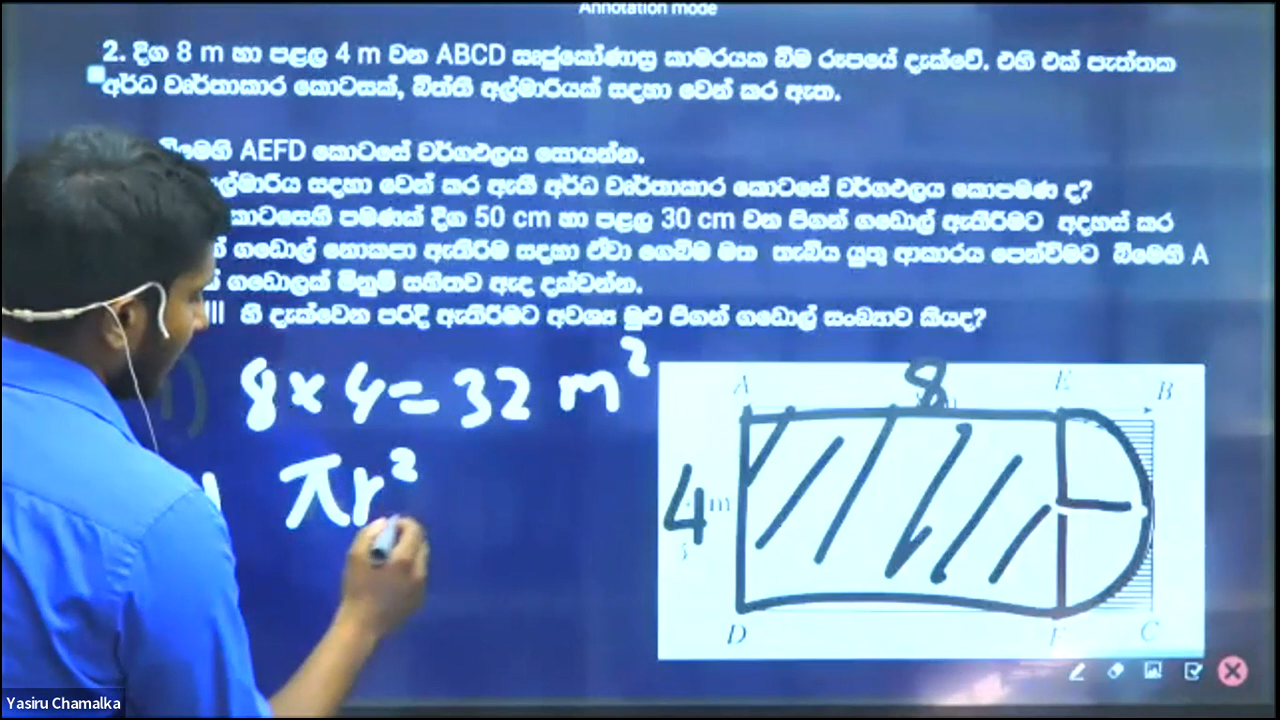 Annotation mode
2. දිග 8 m හා පළල 4 m වන ABCD සෘජුකෝණාස්‍ර කාමරයක බිම රූපයේ දැක්වේ. එහි එක් පැත්තක
අර්ධ වෘර්තාකාර කොටසක්, බිත්ති අල්මාරියක් සඳහා වෙන් කර ඇත.
AEFD කොටසේ වර්ගඵලය සොයන්න.
සඳහා වෙන් කර ඇති අර්ධ වෘර්තාකාර කොටසේ වර්ගඵලය කොපමණ ද?
පමණක් දිග 50 cm හා පළල 30 cm වන පිගන් ගඩොල් ඇතිරීමට අදහස් කර
ගඩොල් නොකපා ඇතිරීම සඳහා ඒවා ගෙබිම මත තැබිය යුතු ආකාරය පෙන්වීමට බිමෙහි A
ගඩොලක් මිනුම් සහිතව ඇද දක්වන්න.
III හි දැක්වෙන පරිදි ඇතිරීමට අවශ්‍ය මුළු පිගන් ගඩොල් සංඛ්‍යාව කියද?
8 × 4 = 32 m²
πr²
A 8 E B
4 m
D F C
Yasiru Chamalka